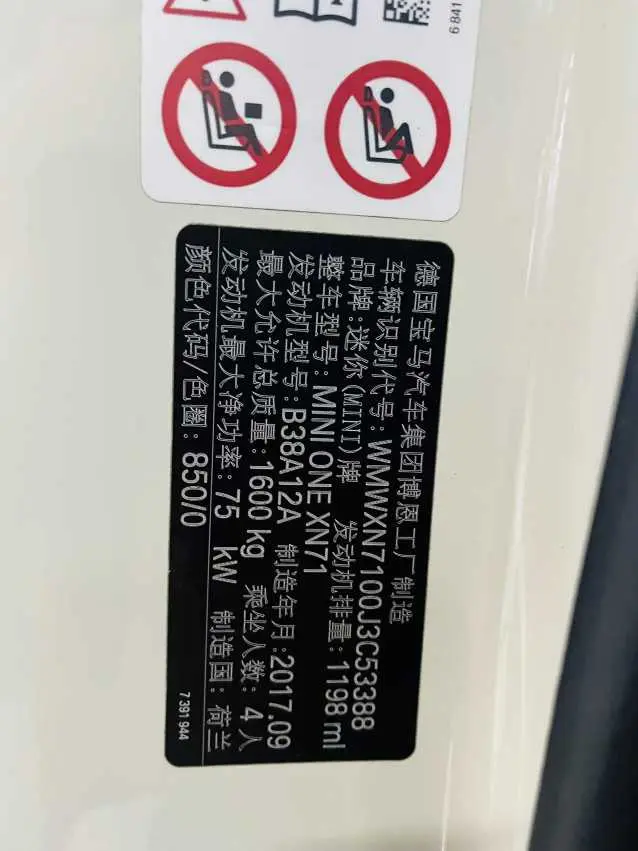 6 841
德国宝马汽车集团博恩工厂制造
车辆识别代号:WMWXN7100J3C53388
品牌:迷你(MINI)牌 发动机排量:1198 ml
整车型号:MINI ONE XN71
发动机型号:B38A12A 制造年月:2017.09
最大允许总质量:1600 kg 乘坐人数:4人
发动机最大净功率:75 kW 制造国:荷兰
颜色代码/色圈:850/0
7 391 944